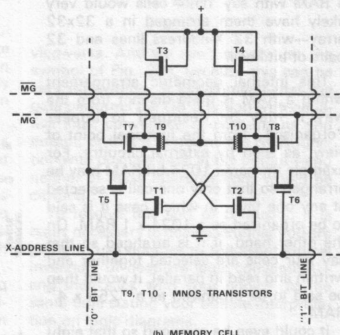 +
T3 T4
M̅G̅
MG
T7 T9 T10 T8
T5 T1 T2 T6
X-ADDRESS LINE
"0" BIT LINE
"1" BIT LINE
T9, T10 : MNOS TRANSISTORS
(b) MEMORY CELL